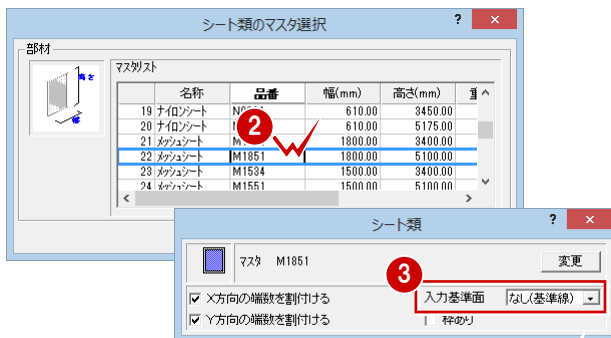 シート類のマスタ選択 ? ×
部材
高さ
幅
マスタリスト
名称 品番 幅(mm) 高さ(mm)
19 ナイロンシート 610.00 3450.00
20 ナイロンシート 610.00 5175.00
21 メッシュシート 1800.00 3400.00
22 メッシュシート M1851 1800.00 5100.00
23 メッシュシート M1534 1500.00 3400.00
24 メッシュシート M1551 1500.00 5100.00
2
シート類 ? ×
マスタ M1851 変更
3
X方向の端数を割付ける 入力基準面 なし(基準線)
Y方向の端数を割付ける 枠あり